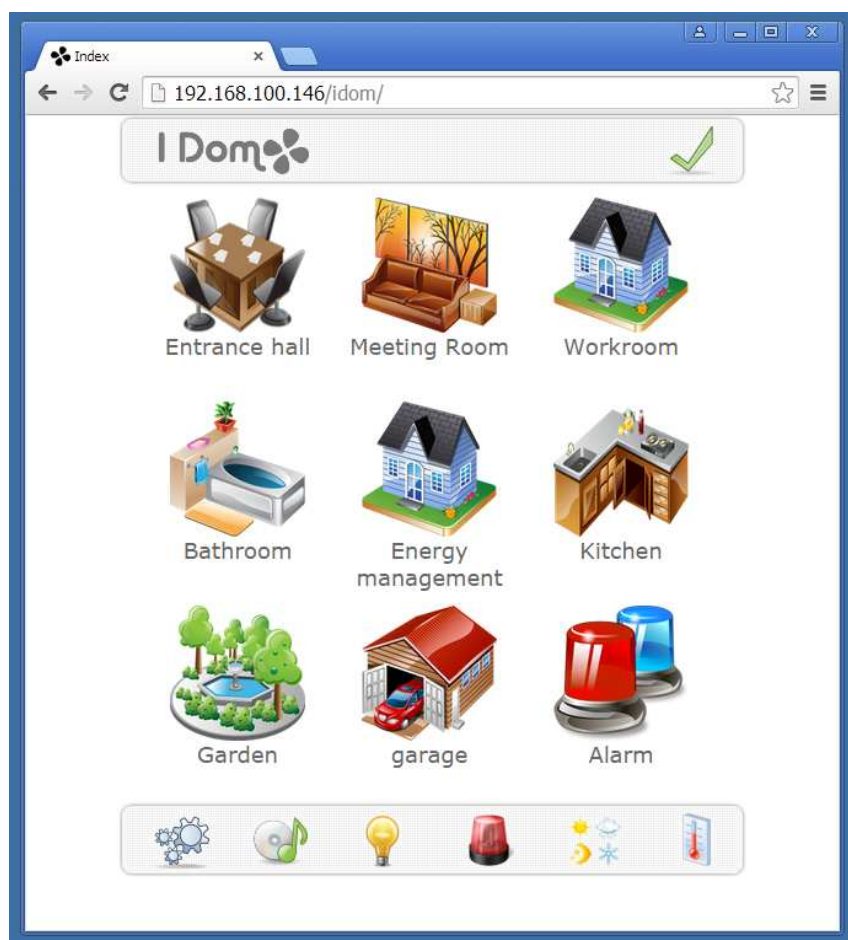 Index
192.168.100.146/idom/
I Dom
Entrance hall
Meeting Room
Workroom
Bathroom
Energy
management
Kitchen
Garden
garage
Alarm